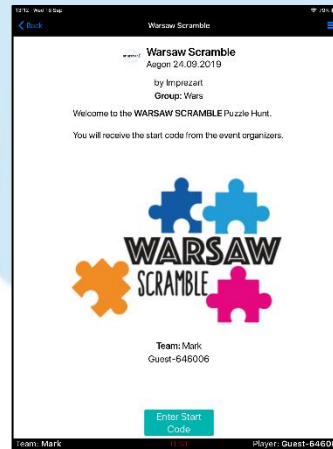 Back
Warsaw Scramble
Warsaw Scramble
Aegon 24.09.2019
by Imprezart
Group: Wars
Welcome to the WARSAW SCRAMBLE Puzzle Hunt.
You will receive the start code from the event organizers.
WARSAW
SCRAMBLE
Team: Mark
Guest-646006
Enter Start
Code
Team: Mark
TEST
Player: Guest-64600